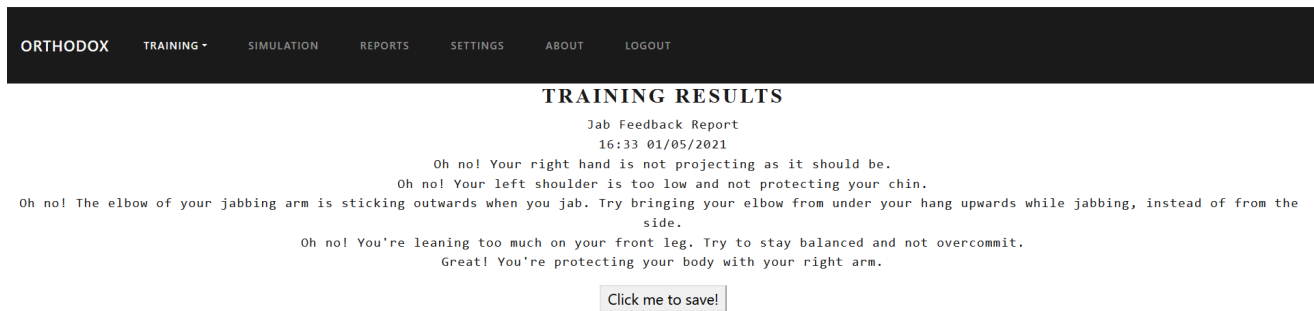 ORTHODOX TRAINING SIMULATION REPORTS SETTINGS ABOUT LOGOUT
TRAINING RESULTS
Jab Feedback Report
16:33 01/05/2021
Oh no! Your right hand is not projecting as it should be.
Oh no! Your left shoulder is too low and not protecting your chin.
Oh no! The elbow of your jabbing arm is sticking outwards when you jab. Try bringing your elbow from under your hang upwards while jabbing, instead of from the
side.
Oh no! You're leaning too much on your front leg. Try to stay balanced and not overcommit.
Great! You're protecting your body with your right arm.
Click me to save!